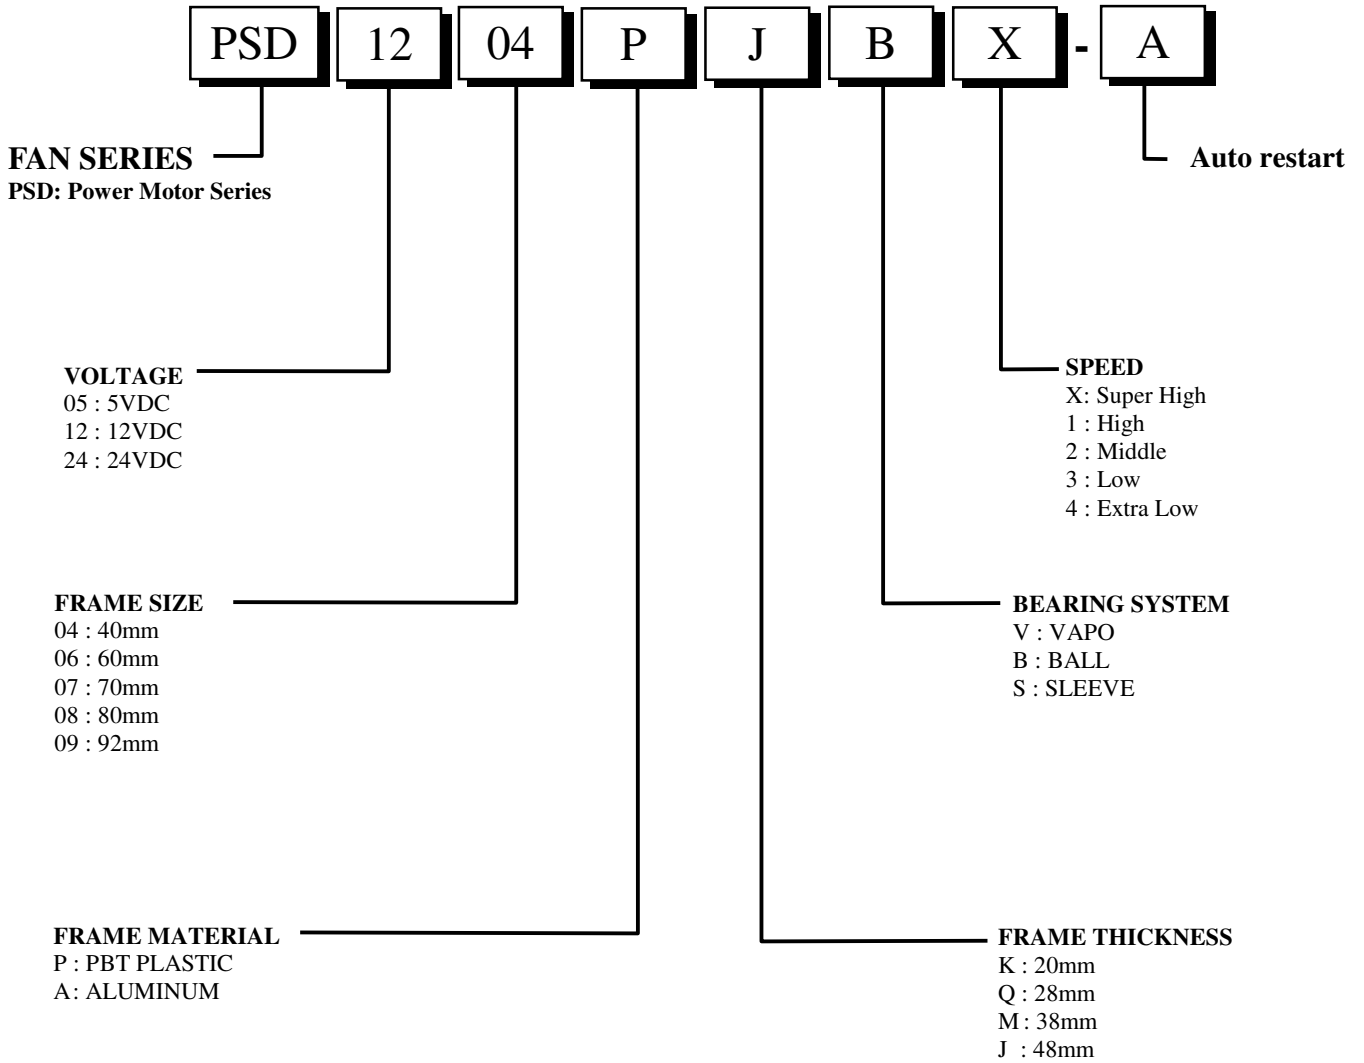 PSD 12 04 P J B X - A
FAN SERIES
PSD: Power Motor Series
Auto restart
VOLTAGE
05 : 5VDC
12 : 12VDC
24 : 24VDC
SPEED
X: Super High
1 : High
2 : Middle
3 : Low
4 : Extra Low
FRAME SIZE
04 : 40mm
06 : 60mm
07 : 70mm
08 : 80mm
09 : 92mm
BEARING SYSTEM
V : VAPO
B : BALL
S : SLEEVE
FRAME MATERIAL
P : PBT PLASTIC
A : ALUMINUM
FRAME THICKNESS
K : 20mm
Q : 28mm
M : 38mm
J : 48mm